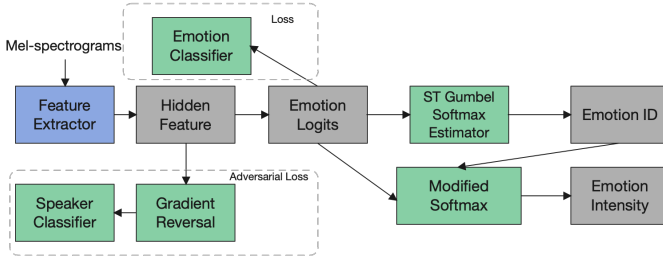 Loss
Emotion
Classifier
Mel-spectrograms
Feature
Extractor
Hidden
Feature
Emotion
Logits
ST Gumbel
Softmax
Estimator
Emotion ID
Adversarial Loss
Speaker
Classifier
Gradient
Reversal
Modified
Softmax
Emotion
Intensity